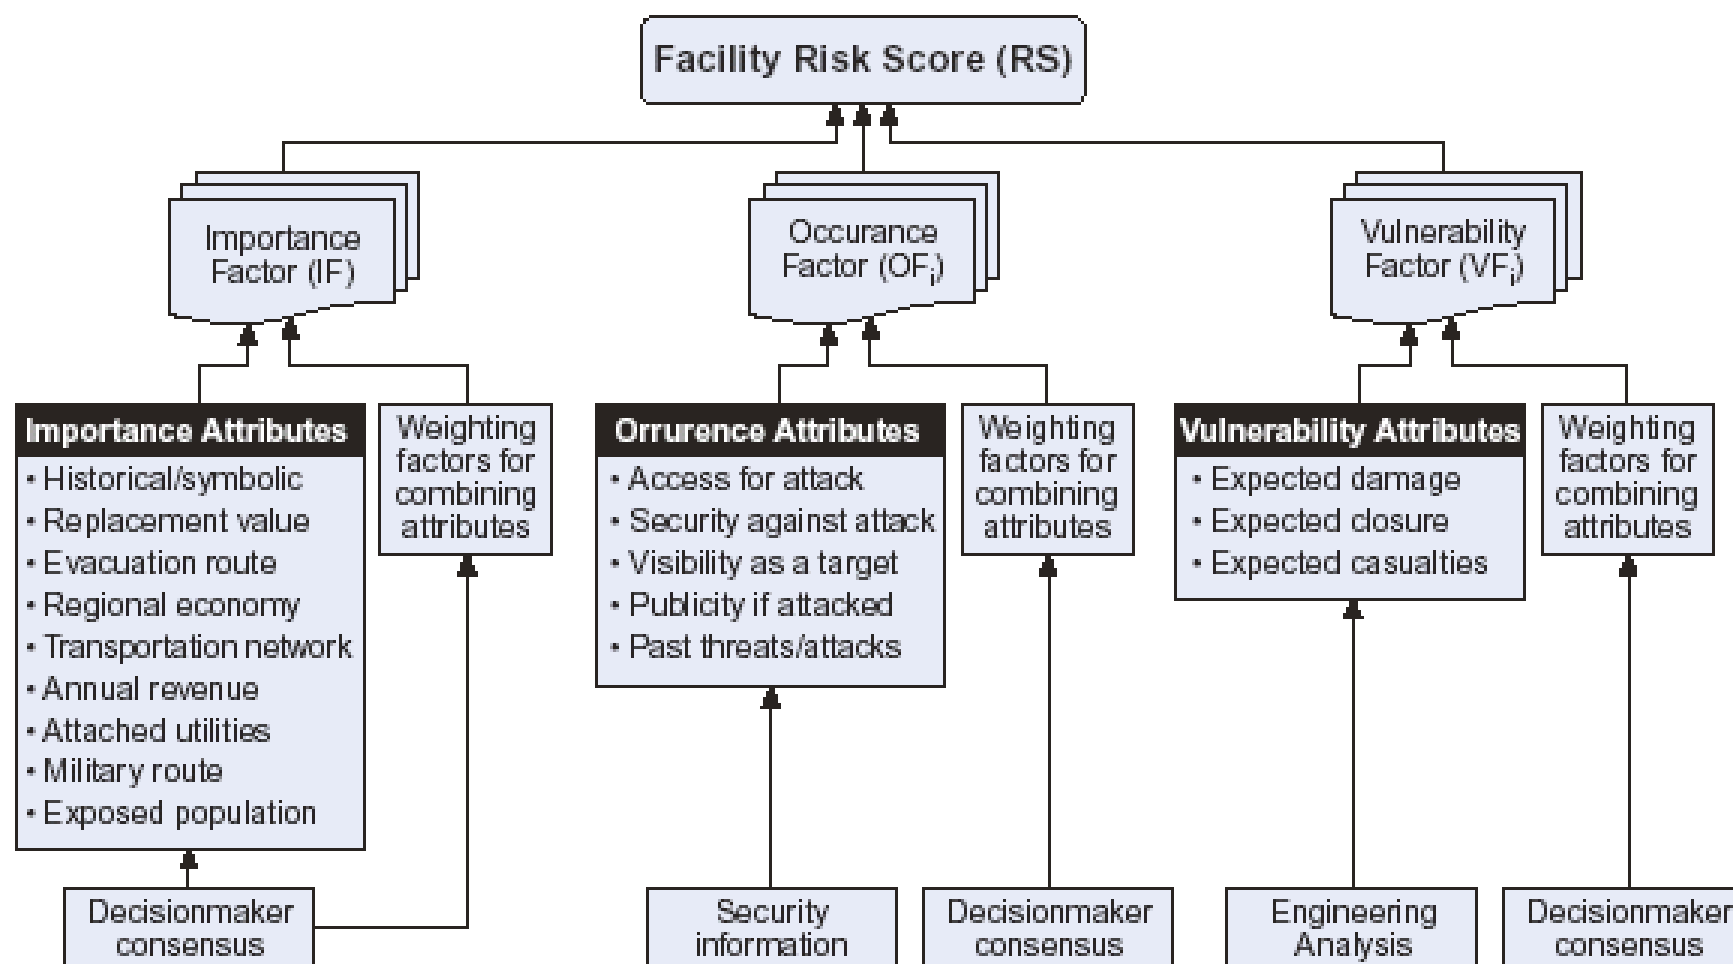 Facility Risk Score (RS)
Importance
Factor (IF)
Occurance
Factor (OFi)
Vulnerability
Factor (VFi)
Importance Attributes
• Historical/symbolic
• Replacement value
• Evacuation route
• Regional economy
• Transportation network
• Annual revenue
• Attached utilities
• Military route
• Exposed population
Weighting
factors for
combining
attributes
Orrurence Attributes
• Access for attack
• Security against attack
• Visibility as a target
• Publicity if attacked
• Past threats/attacks
Weighting
factors for
combining
attributes
Vulnerability Attributes
• Expected damage
• Expected closure
• Expected casualties
Weighting
factors for
combining
attributes
Decisionmaker
consensus
Security
information
Decisionmaker
consensus
Engineering
Analysis
Decisionmaker
consensus